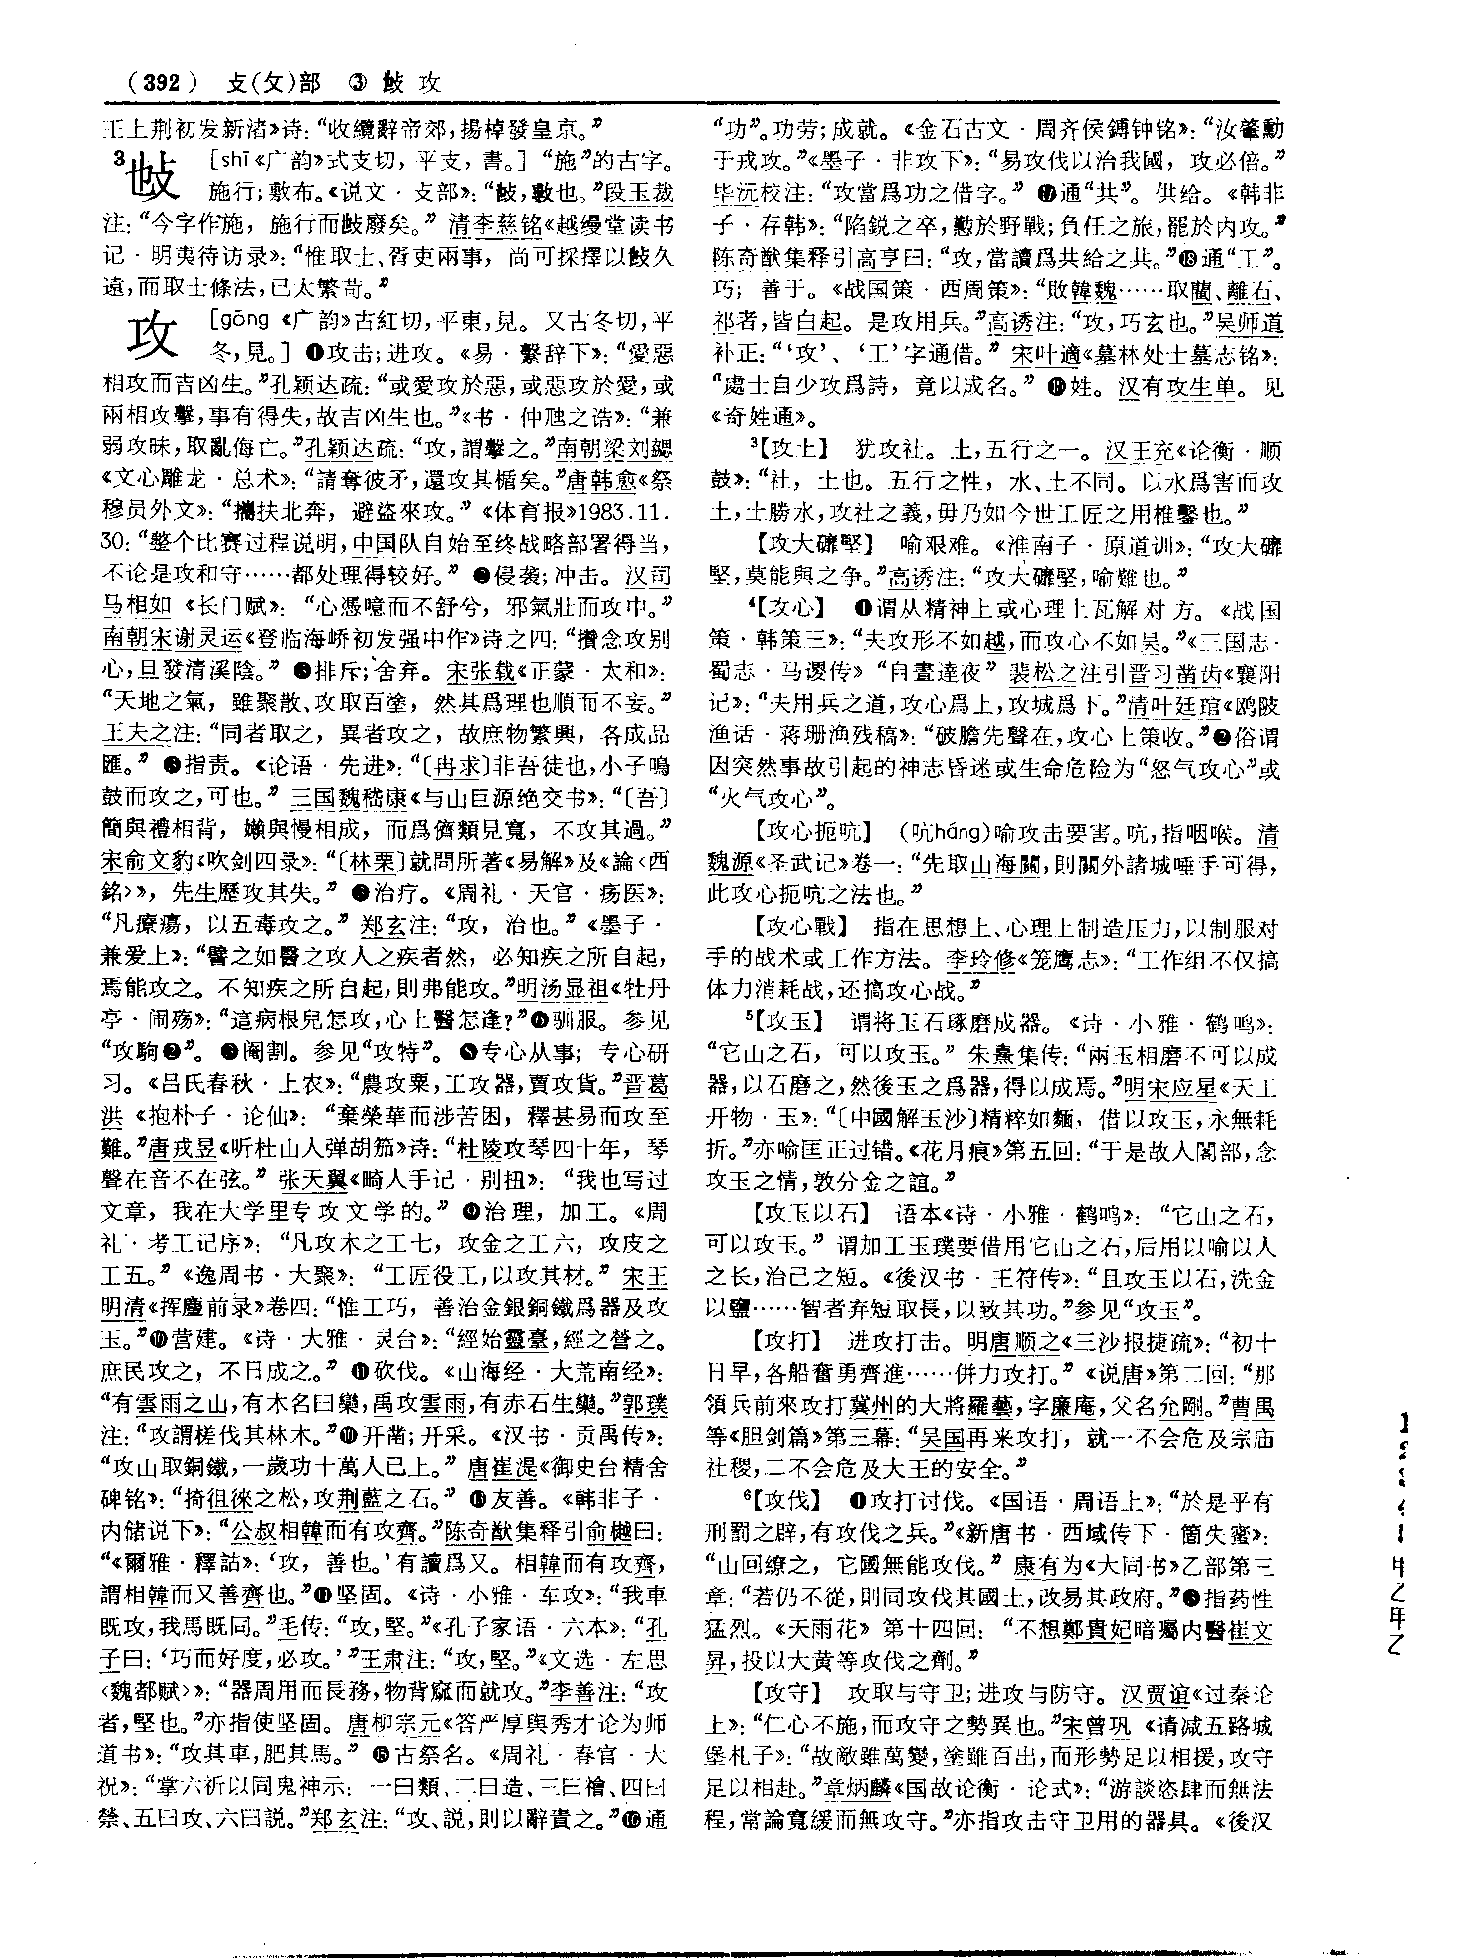 (392) 攴(攵)部 ③ 𢻱 攻
王上荆初发新渚》诗：“收纜辭帝郊，揚棹發皇京。”
3𢻱 [shī《广韵》式支切，平支，書。] “施”的古字。
施行；敷布。《说文·支部》：“𢻱，敷也。”段玉裁
注：“今字作施，施行而𢻱廢矣。” 清李慈铭《越缦堂读书
记·明夷待访录》：“惟取士、胥吏兩事，尚可採擇以𢻱久
遠，而取士條法，已太繁苛。”
攻 [gōng《广韵》古紅切，平東，見。又古冬切，平
冬，見。] ❶攻击；进攻。《易·繫辞下》：“愛惡
相攻而吉凶生。”孔颖达疏：“或愛攻於惡，或惡攻於愛，或
兩相攻擊，事有得失，故吉凶生也。”《书·仲虺之诰》：“兼
弱攻昧，取亂侮亡。”孔颖达疏：“攻，謂擊之。”南朝梁刘勰
《文心雕龙·总术》：“請奪彼矛，還攻其楯矣。”唐韩愈《祭
穆员外文》：“攜扶北奔，避盜來攻。”《体育报》1983.11.
30：“整个比赛过程说明，中国队自始至终战略部署得当，
不论是攻和守……都处理得较好。” ❷侵袭；冲击。汉司
马相如《长门赋》：“心憑噫而不舒兮，邪氣壯而攻中。”
南朝宋谢灵运《登临海峤初发强中作》诗之四：“攢念攻别
心，旦發清溪陰。” ❸排斥；舍弃。宋张载《正蒙·太和》：
“天地之氣，雖聚散、攻取百塗，然其爲理也順而不妄。”
王夫之注：“同者取之，異者攻之，故庶物繁興，各成品
匯。” ❹指责。《论语·先进》：“〔冉求〕非吾徒也，小子鳴
鼓而攻之，可也。” 三国魏嵇康《与山巨源绝交书》：“〔吾〕
簡與禮相背，嬾與慢相成，而爲儕類見寬，不攻其過。”
宋俞文豹《吹剑四录》：“〔林栗〕就問所著《易解》及《論〈西
銘〉》，先生歷攻其失。” ❺治疗。《周礼·天官·疡医》：
“凡療瘍，以五毒攻之。” 郑玄注：“攻，治也。”《墨子·
兼爱上》：“譬之如醫之攻人之疾者然，必知疾之所自起，
焉能攻之。不知疾之所自起，則弗能攻。”明汤显祖《牡丹
亭·闹殇》：“這病根兒怎攻，心上醫怎逢？”❻驯服。参见
“攻駒❷”。 ❼阉割。参见“攻特”。 ❽专心从事；专心研
习。《吕氏春秋·上农》：“農攻粟，工攻器，賈攻貨。”晋葛
洪《抱朴子·论仙》：“棄榮華而涉苦困，釋甚易而攻至
難。”唐戎昱《听杜山人弹胡笳》诗：“杜陵攻琴四十年，琴
聲在音不在弦。” 张天翼《畸人手记·别扭》：“我也写过
文章，我在大学里专攻文学的。” ❾治理，加工。《周
礼·考工记序》：“凡攻木之工七，攻金之工六，攻皮之
工五。”《逸周书·大聚》：“工匠役工，以攻其材。” 宋王
明清《挥麈前录》卷四：“惟工巧，善治金銀銅鐵爲器及攻
玉。”❿营建。《诗·大雅·灵台》：“經始靈臺，經之營之。
庶民攻之，不日成之。” ⓫砍伐。《山海经·大荒南经》：
“有雲雨之山，有木名曰欒，禹攻雲雨，有赤石生欒。”郭璞
注：“攻謂槎伐其林木。”⓬开凿；开采。《汉书·贡禹传》：
“攻山取銅鐵，一歲功十萬人已上。” 唐崔湜《御史台精舍
碑铭》：“掎徂徠之松，攻荆藍之石。” ⓭友善。《韩非子·
内储说下》：“公叔相韓而有攻齊。”陈奇猷集释引俞樾曰：
“《爾雅·釋詁》：‘攻，善也。’有讀爲又。相韓而有攻齊，
謂相韓而又善齊也。”⓮坚固。《诗·小雅·车攻》：“我車
既攻，我馬既同。”毛传：“攻，堅。”《孔子家语·六本》：“孔
子曰：‘巧而好度，必攻。’”王肃注：“攻，堅。”《文选·左思
〈魏都赋〉》：“器周用而長務，物背窳而就攻。”李善注：“攻
者，堅也。”亦指使坚固。唐柳宗元《答严厚舆秀才论为师
道书》：“攻其車，肥其馬。” ⓯古祭名。《周礼·春官·大
祝》：“掌六祈以同鬼神示：一曰類、二曰造、三曰禬、四曰
禜、五曰攻、六曰説。”郑玄注：“攻、説，則以辭責之。”⓰通
“功”。功劳；成就。《金石古文·周齐侯鎛钟铭》：“汝肇勤
于戎攻。”《墨子·非攻下》：“易攻伐以治我國，攻必倍。”
毕沅校注：“攻當爲功之借字。” ⓱通“共”。供给。《韩非
子·存韩》：“陷鋭之卒，懃於野戰；負任之旅，罷於内攻。”
陈奇猷集释引高亨曰：“攻，當讀爲共給之共。”⓲通“工”。
巧；善于。《战国策·西周策》：“敗韓魏……取藺、離石、
祁者，皆白起。是攻用兵。”高诱注：“攻，巧玄也。”吴师道
补正：“‘攻’、‘工’字通借。” 宋叶適《墓林处士墓志铭》：
“處士自少攻爲詩，竟以成名。” ⓳姓。汉有攻生单。见
《奇姓通》。
3【攻土】 犹攻社。土，五行之一。汉王充《论衡·顺
鼓》：“社，土也。五行之性，水、土不同。以水爲害而攻
土，土勝水，攻社之義，毋乃如今世工匠之用椎鑿也。”
【攻大䃘堅】 喻艰难。《淮南子·原道训》：“攻大䃘
堅，莫能與之争。”高诱注：“攻大䃘堅，喻難也。”
4【攻心】 ❶谓从精神上或心理上瓦解对方。《战国
策·韩策三》：“夫攻形不如越，而攻心不如吴。”《三国志·
蜀志·马谡传》“自晝達夜” 裴松之注引晋习凿齿《襄阳
记》：“夫用兵之道，攻心爲上，攻城爲下。”清叶廷琯《鸥陂
渔话·蒋珊渔残稿》：“破膽先聲在，攻心上策收。”❷俗谓
因突然事故引起的神志昏迷或生命危险为“怒气攻心”或
“火气攻心”。
【攻心扼吭】 （吭háng）喻攻击要害。吭，指咽喉。清
魏源《圣武记》卷一：“先取山海關，則關外諸城唾手可得，
此攻心扼吭之法也。”
【攻心戰】 指在思想上、心理上制造压力，以制服对
手的战术或工作方法。李玲修《笼鹰志》：“工作组不仅搞
体力消耗战，还搞攻心战。”
5【攻玉】 谓将玉石琢磨成器。《诗·小雅·鹤鸣》：
“它山之石，可以攻玉。” 朱熹集传：“兩玉相磨不可以成
器，以石磨之，然後玉之爲器，得以成焉。”明宋应星《天工
开物·玉》：“〔中國解玉沙〕精粹如麵，借以攻玉，永無耗
折。”亦喻匡正过错。《花月痕》第五回：“于是故人閣部，念
攻玉之情，敦分金之誼。”
【攻玉以石】 语本《诗·小雅·鹤鸣》：“它山之石，
可以攻玉。” 谓加工玉璞要借用它山之石，后用以喻以人
之长，治己之短。《後汉书·王符传》：“且攻玉以石，洗金
以鹽……智者弃短取長，以致其功。”参见“攻玉”。
【攻打】 进攻打击。明唐顺之《三沙报捷疏》：“初十
日早，各船奮勇齊進……併力攻打。”《说唐》第二回：“那
領兵前來攻打冀州的大將羅藝，字廉庵，父名允剛。”曹禺
等《胆剑篇》第三幕：“吴国再来攻打，就一不会危及宗庙
社稷，二不会危及大王的安全。”
6【攻伐】 ❶攻打讨伐。《国语·周语上》：“於是乎有
刑罰之辟，有攻伐之兵。”《新唐书·西域传下·箇失蜜》：
“山回繚之，它國無能攻伐。” 康有为《大同书》乙部第三
章：“若仍不從，則同攻伐其國土，改易其政府。”❷指药性
猛烈。《天雨花》第十四回：“不想鄭貴妃暗囑内醫崔文
昇，投以大黄等攻伐之劑。”
【攻守】 攻取与守卫；进攻与防守。汉贾谊《过秦论
上》：“仁心不施，而攻守之勢異也。”宋曾巩《请减五路城
堡札子》：“故敵雖萬變，塗雖百出，而形勢足以相援，攻守
足以相赴。”章炳麟《国故论衡·论式》：“游談恣肆而無法
程，常論寬緩而無攻守。”亦指攻击守卫用的器具。《後汉